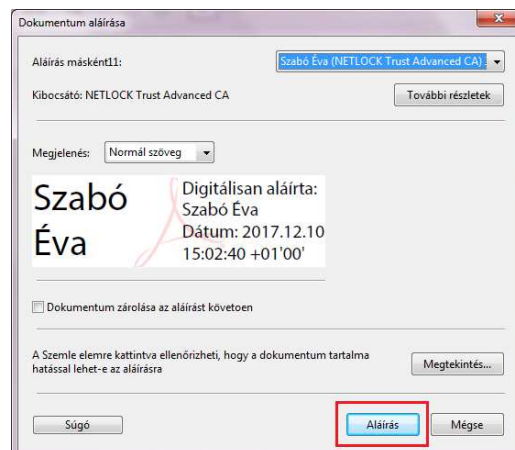 Dokumentum aláírása
Aláírás másként11:
Szabó Éva (NETLOCK Trust Advanced CA)
Kibocsátó: NETLOCK Trust Advanced CA
További részletek
Megjelenés:
Normál szöveg
Szabó
Éva
Digitálisan aláírta:
Szabó Éva
Dátum: 2017.12.10
15:02:40 +01'00'
Dokumentum zárolása az aláírást követoen
A Szemle elemre kattintva ellenőrizheti, hogy a dokumentum tartalma
hatással lehet-e az aláírásra
Megtekintés...
Súgó
Aláírás
Mégse